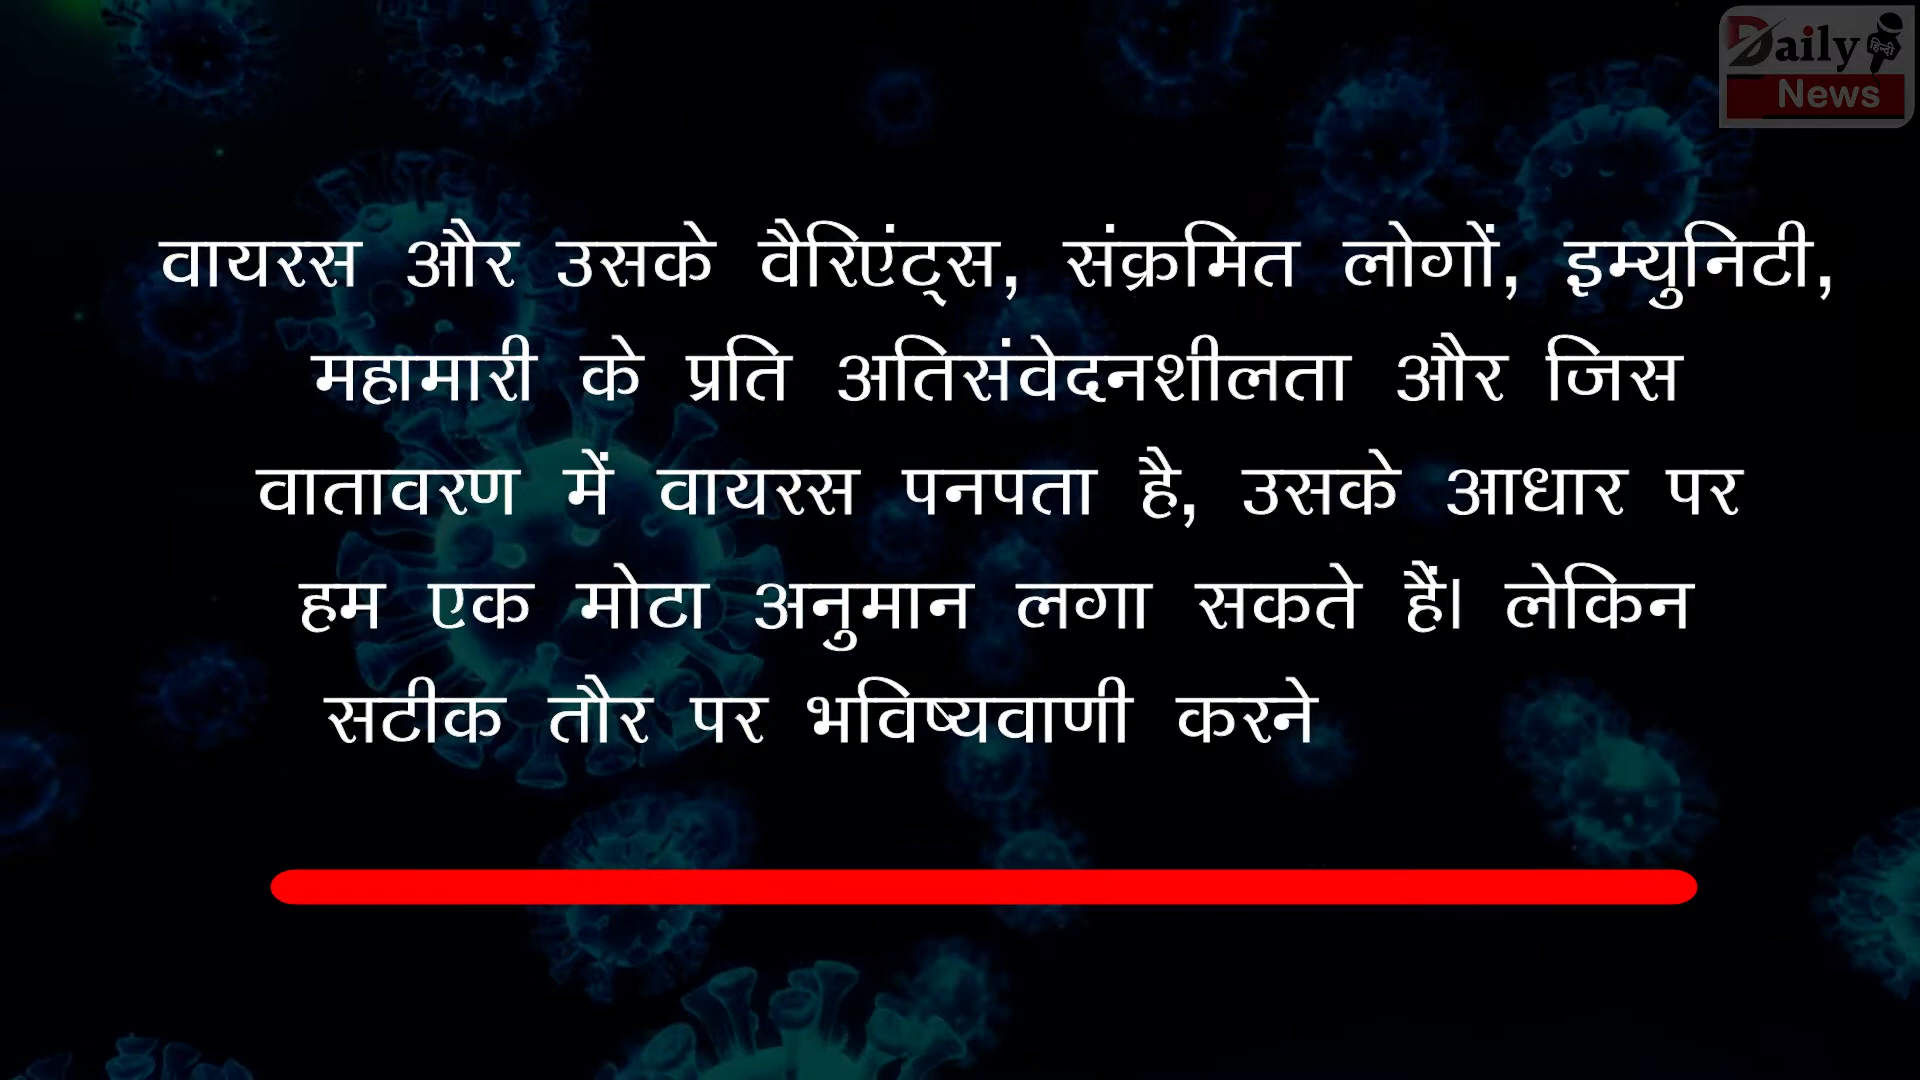 Daily हिन्दी
News
वायरस और उसके वैरिएंट्स, संक्रमित लोगों, इम्युनिटी,
महामारी के प्रति अतिसंवेदनशीलता और जिस
वातावरण में वायरस पनपता है, उसके आधार पर
हम एक मोटा अनुमान लगा सकते हैं। लेकिन
सटीक तौर पर भविष्यवाणी करने